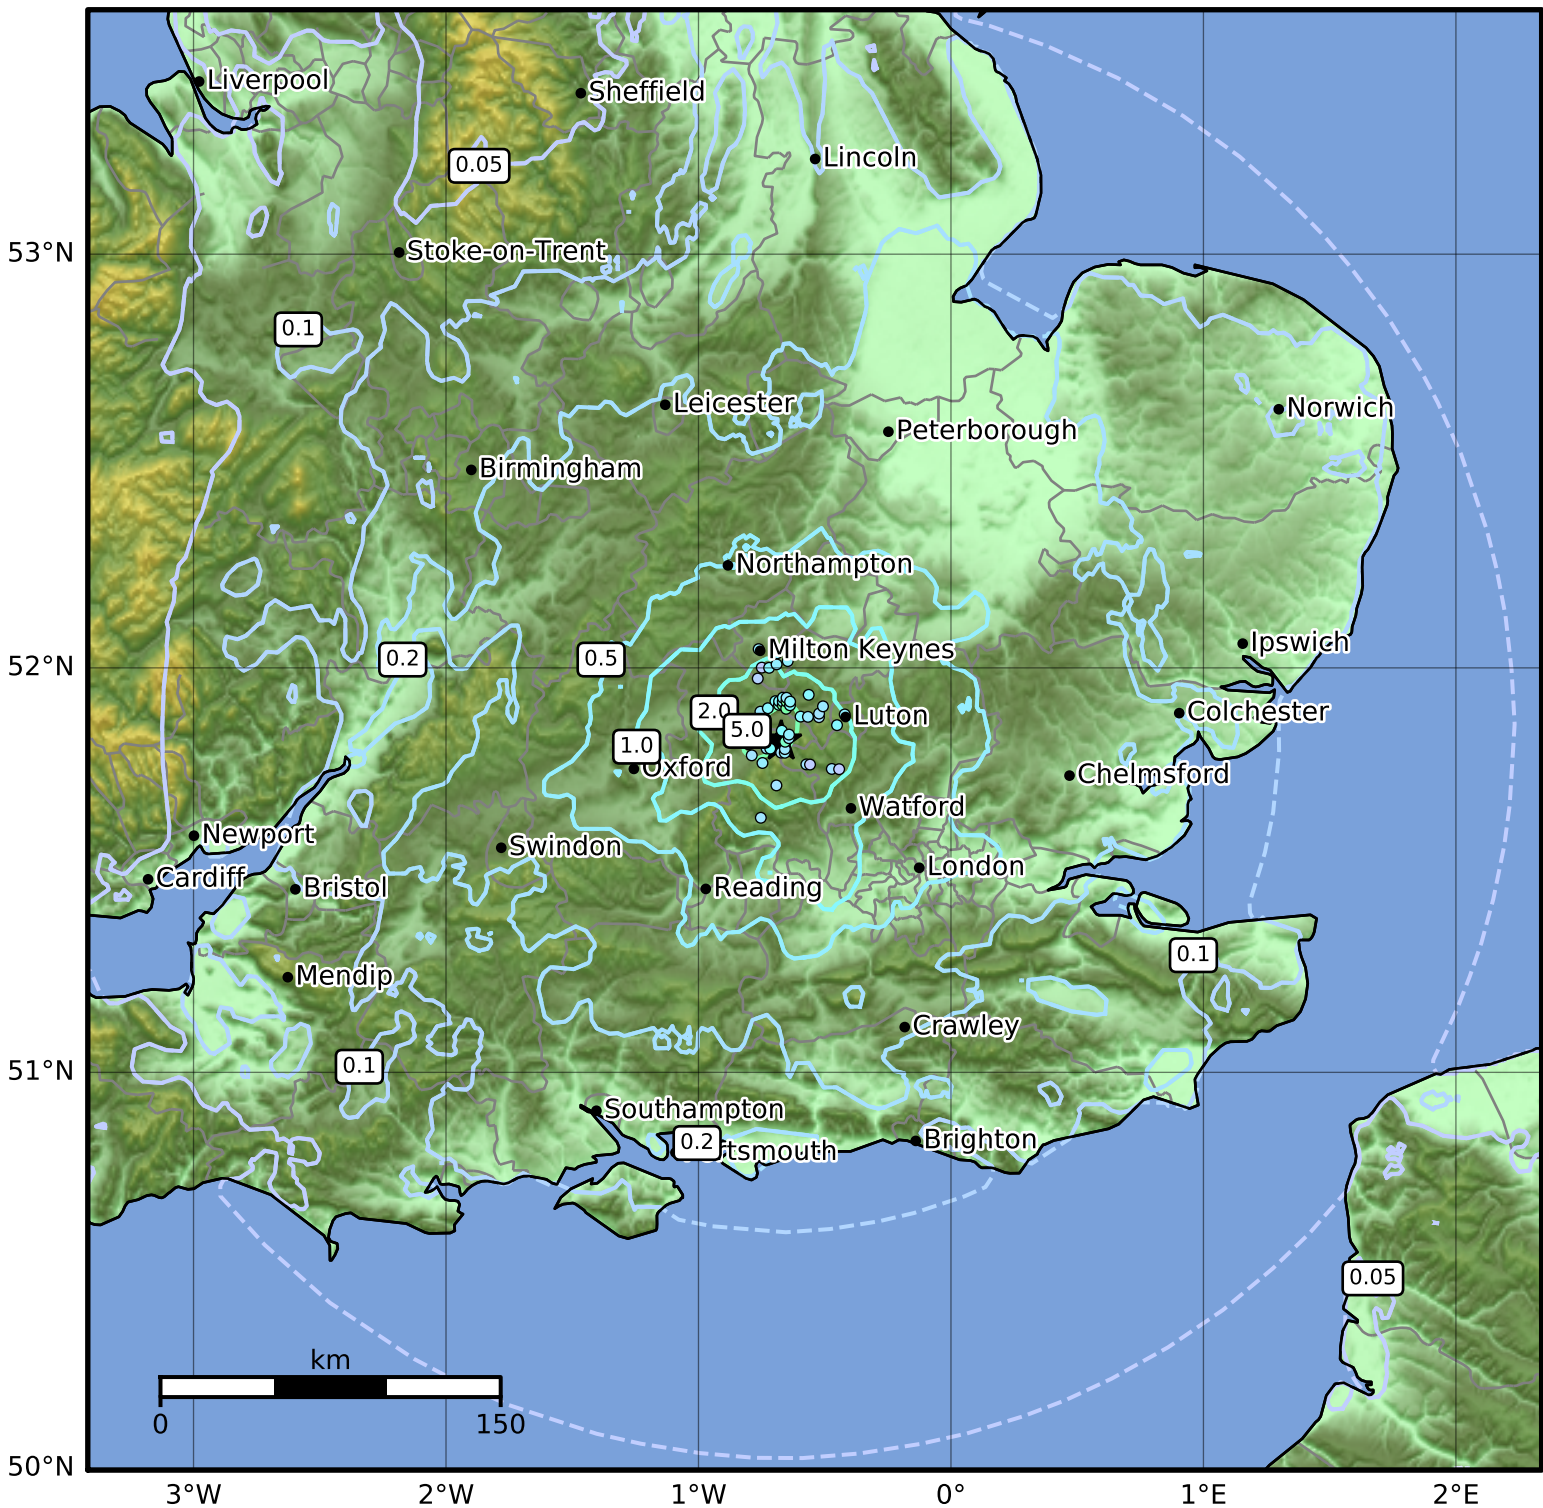 Liverpool
Sheffield
0.05
Lincoln
53°N
Stoke-on-Trent
0.1
Leicester
Norwich
Peterborough
Birmingham
Northampton
52°N
0.2
0.5
Milton Keynes
Ipswich
2.0
5.0
Luton
Colchester
1.0
Oxford
Chelmsford
Watford
Newport
Swindon
London
Cardiff
Bristol
Reading
0.1
Mendip
Crawley
51°N
0.1
Southampton
0.2
rtsmouth
Brighton
0.05
km
0 150
50°N
3°W 2°W 1°W 0° 1°E 2°E